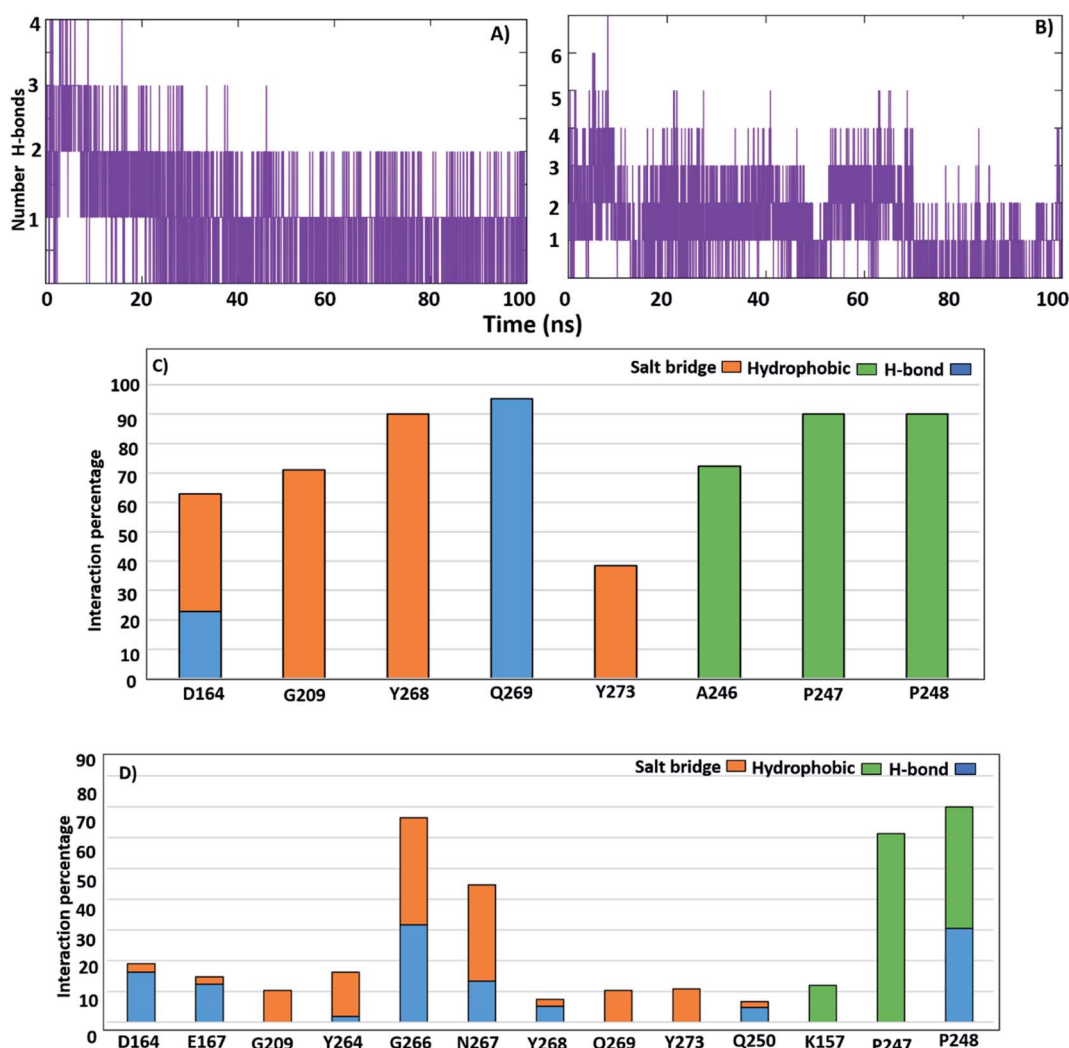 A)
4
3
2
1
Number H-bonds
0 20 40 60 80 100
B)
6
5
4
3
2
1
0 20 40 60 80 100
Time (ns)
C)
Salt bridge Hydrophobic H-bond
Interaction percentage
100
90
80
70
60
50
40
30
20
10
0
D164 G209 Y268 Q269 Y273 A246 P247 P248
D)
Salt bridge Hydrophobic H-bond
Interaction percentage
90
80
70
60
50
40
30
20
10
0
D164 E167 G209 Y264 G266 N267 Y268 Q269 Y273 Q250 K157 P247 P248